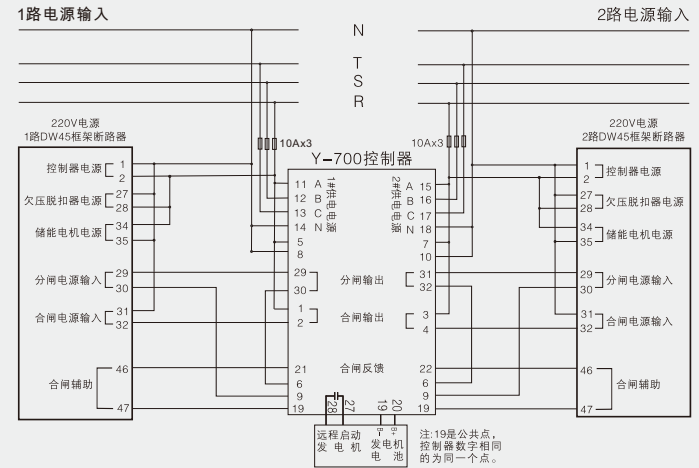 1路电源输入
2路电源输入
N
T
S
R
220V电源
1路DW45框架断路器
220V电源
2路DW45框架断路器
10Ax3
10Ax3
Y-700控制器
控制器电源
1
2
欠压脱扣器电源
27
28
储能电机电源
34
35
分闸电源输入
29
30
合闸电源输入
31
32
合闸辅助
46
47
11 A
12 B
13 C
14 N
1#供电电源
5
8
29
30
分闸输出
1
2
合闸输出
21
合闸反馈
6
9
19
2#供电电源
A 15
B 16
C 17
N 18
7
10
31
32
3
4
22
6
9
19
28
27
19
20
B-
B+
远程启动
发电机
发电机
电池
1
2
控制器电源
27
28
欠压脱扣器电源
34
35
储能电机电源
29
30
分闸电源输入
31
32
合闸电源输入
46
47
合闸辅助
注:19是公共点,
控制器数字相同
的为同一个点。